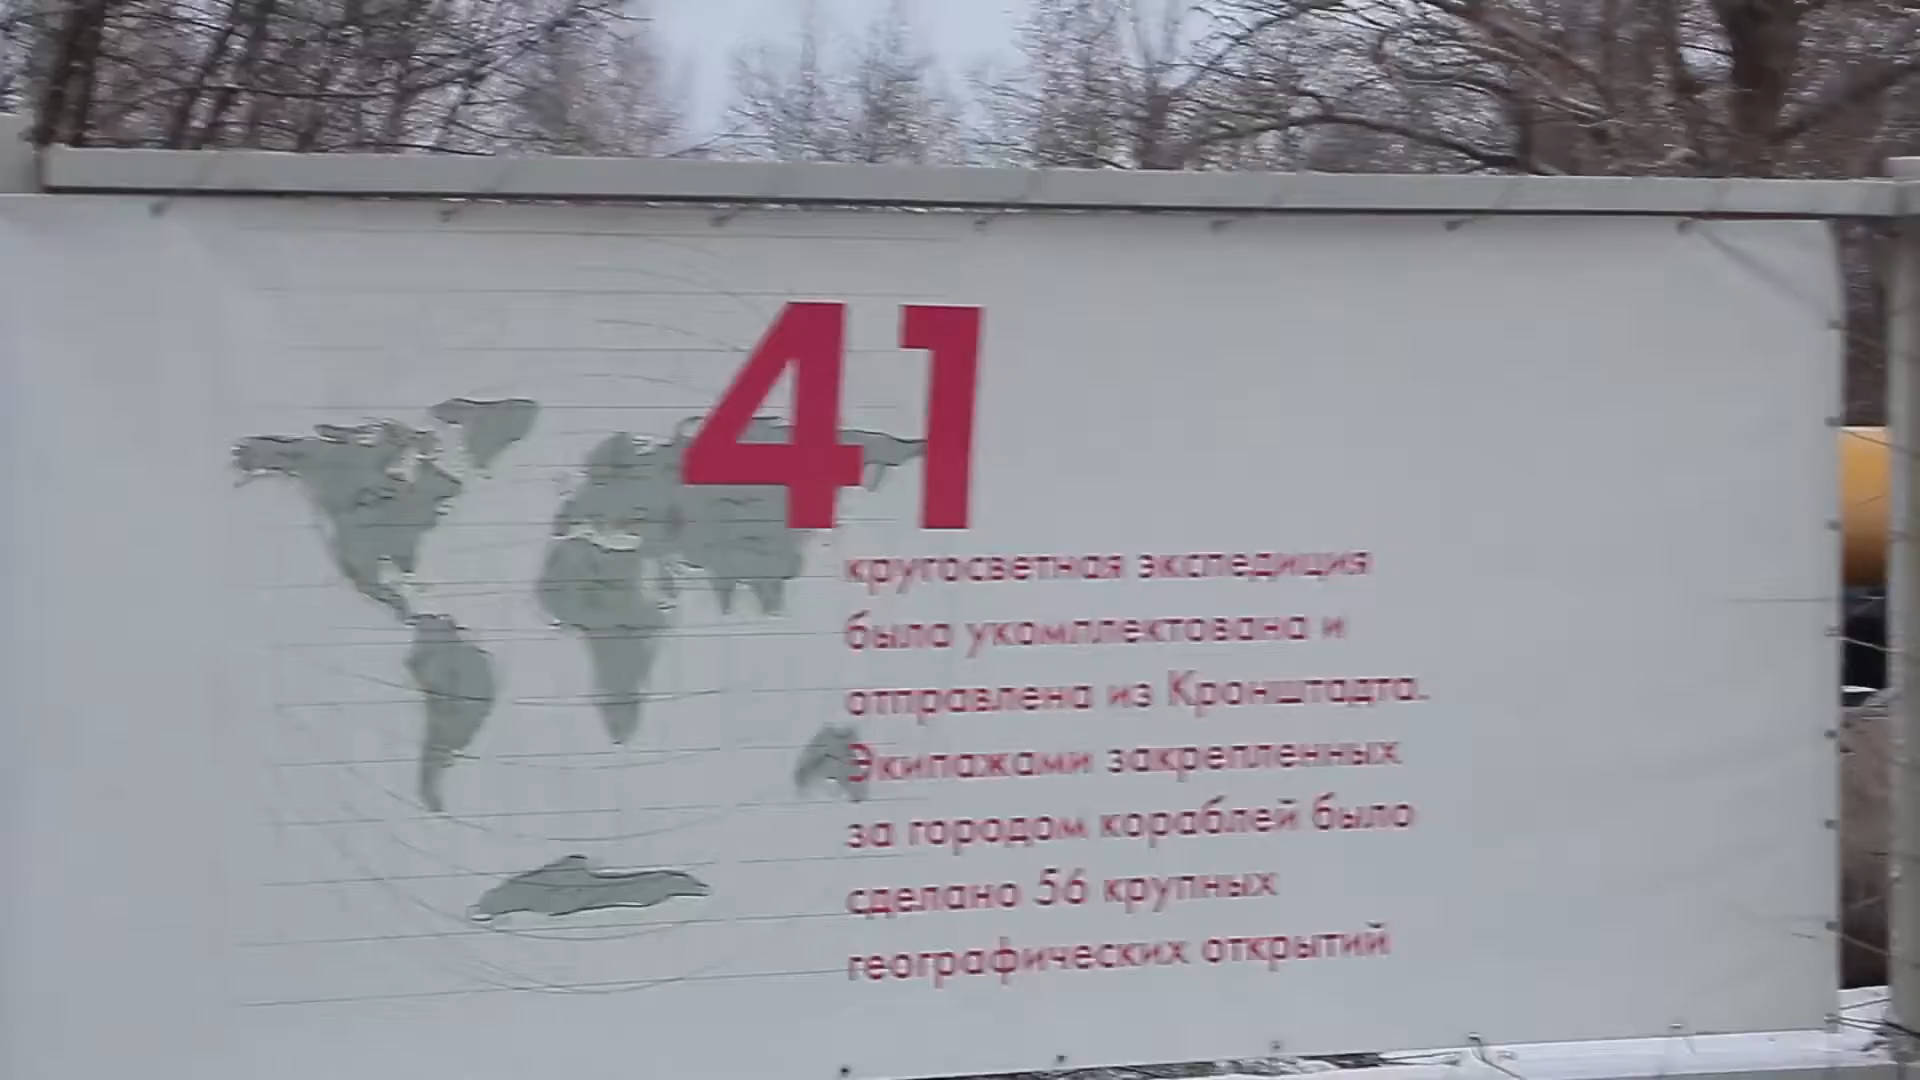 41
кругосветная экспедиция
была укомплектована и
отправлена из Кронштадта.
Экипажами закрепленных
за городом кораблей было
сделано 56 крупных
географических открытий